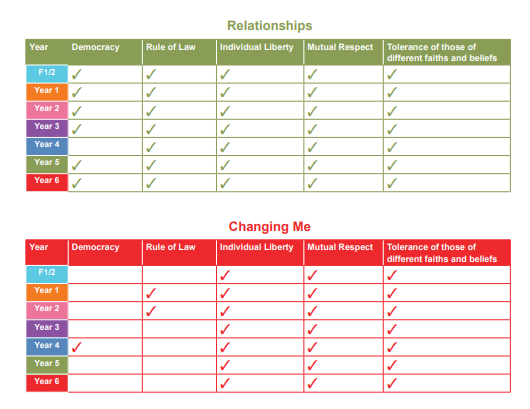 Relationships
Year Democracy Rule of Law Individual Liberty Mutual Respect Tolerance of those of
different faiths and beliefs
F1/2 ✓ ✓ ✓ ✓ ✓
Year 1 ✓ ✓ ✓ ✓ ✓
Year 2 ✓ ✓ ✓ ✓ ✓
Year 3 ✓ ✓ ✓ ✓ ✓
Year 4 ✓ ✓ ✓ ✓
Year 5 ✓ ✓ ✓ ✓ ✓
Year 6 ✓ ✓ ✓ ✓ ✓
Changing Me
Year Democracy Rule of Law Individual Liberty Mutual Respect Tolerance of those of
different faiths and beliefs
F1/2 ✓ ✓ ✓
Year 1 ✓ ✓ ✓ ✓
Year 2 ✓ ✓ ✓ ✓
Year 3 ✓ ✓ ✓
Year 4 ✓ ✓ ✓ ✓
Year 5 ✓ ✓ ✓
Year 6 ✓ ✓ ✓